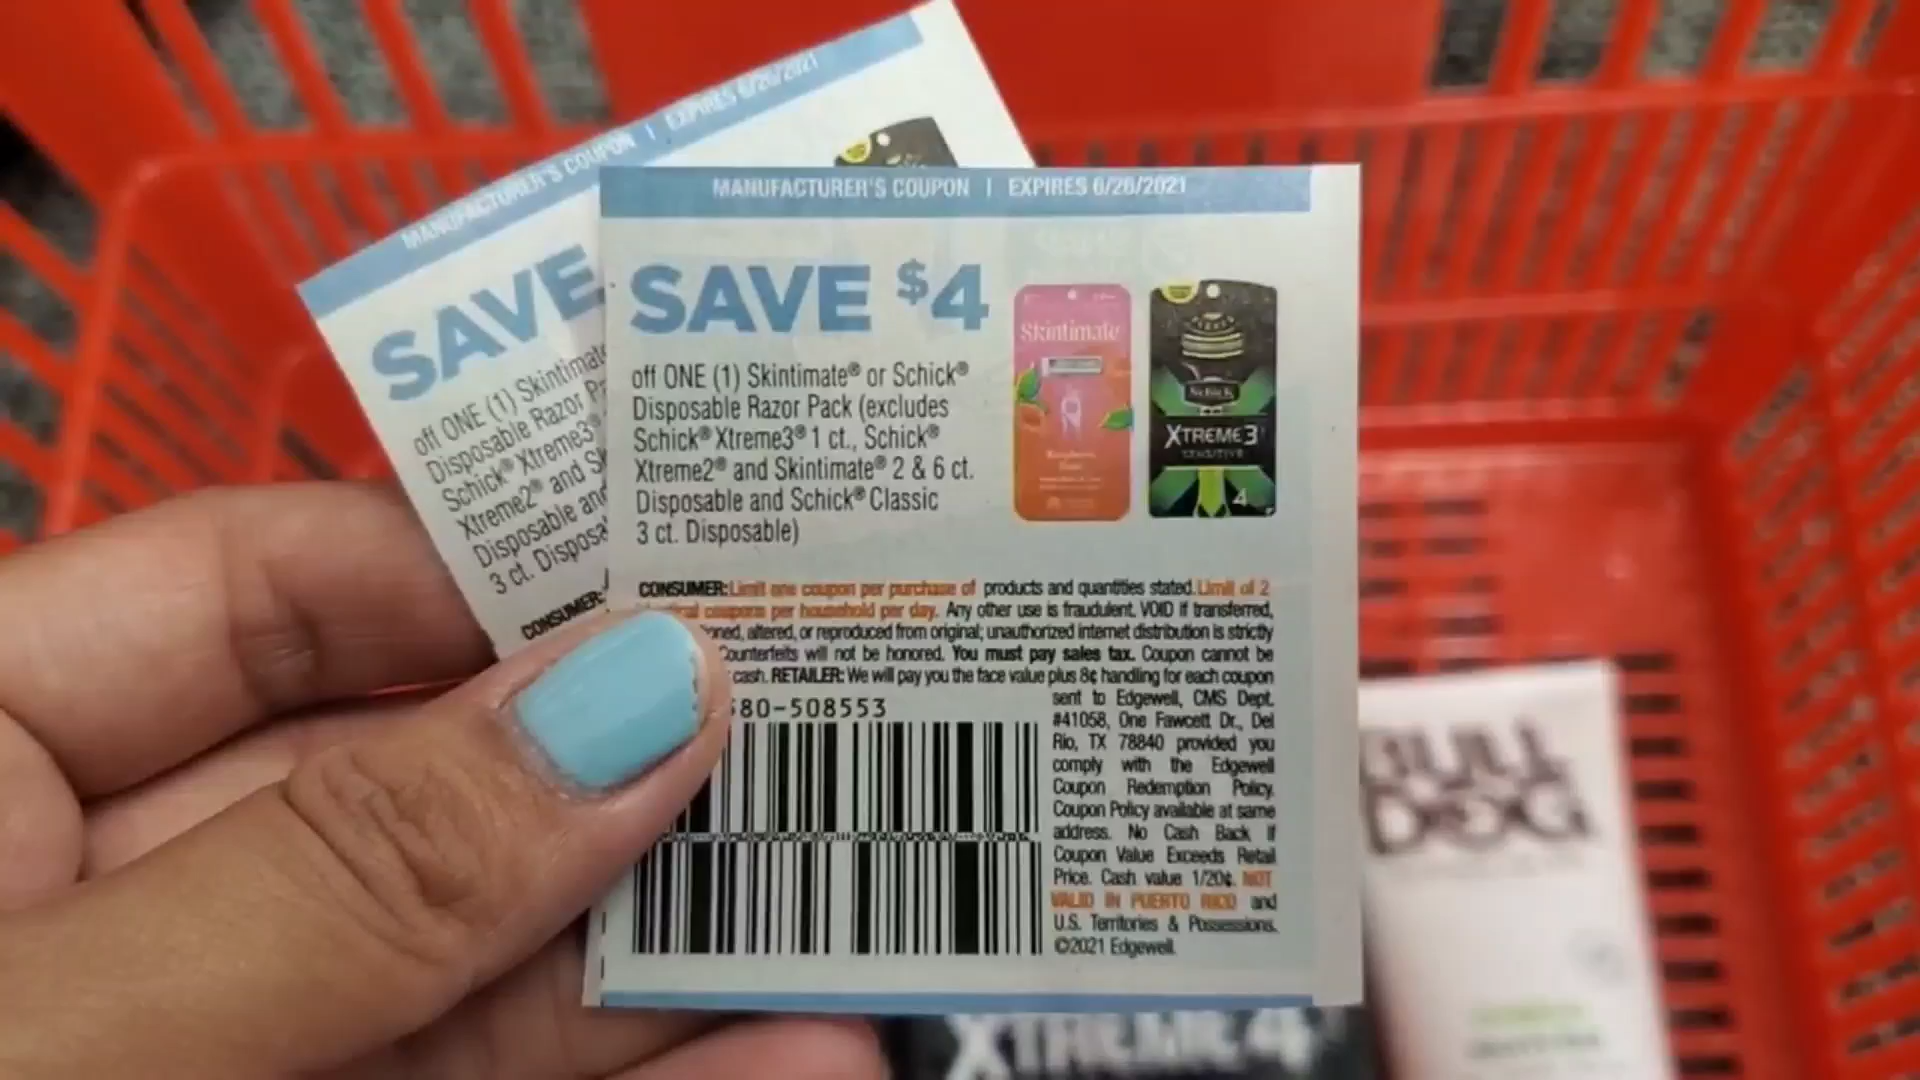 MANUFACTURER'S COUPON | EXPIRES 6/26/2021
SAVE
off ONE (1) Skintimate
Disposable Razor
Schick® Xtreme3®
Xtreme2® and
Disposable and
3 ct.
CONSUMER:
MANUFACTURER'S COUPON | EXPIRES 6/26/2021
SAVE $4
off ONE (1) Skintimate® or Schick®
Disposable Razor Pack (excludes
Schick® Xtreme3® 1 ct., Schick®
Xtreme2® and Skintimate® 2 & 6 ct.
Disposable and Schick® Classic
3 ct. Disposable)
Skintimate
Schick
XTREME3
SENSITIVE
4
CONSUMER: Limit one coupon per purchase of products and quantities stated. Limit of 2
coupons per household per day. Any other use is fraudulent. VOID if transferred,
altered, or reproduced from original; unauthorized internet distribution is strictly
Counterfeits will not be honored. You must pay sales tax. Coupon cannot be
cash. RETAILER: We will pay you the face value plus 8¢ handling for each coupon
sent to Edgewell, CMS Dept.
#41058, One Fawcett Dr., Del
Rio, TX 78840 provided you
comply with the Edgewell
Coupon Redemption Policy.
Coupon Policy available at same
address. No Cash Back if
Coupon Value Exceeds Retail
Price. Cash value 1/20¢. NOT
VALID IN PUERTO RICO and
U.S. Territories & Possessions.
©2021 Edgewell.
80-508553
BULL
DOG
XTREME 4